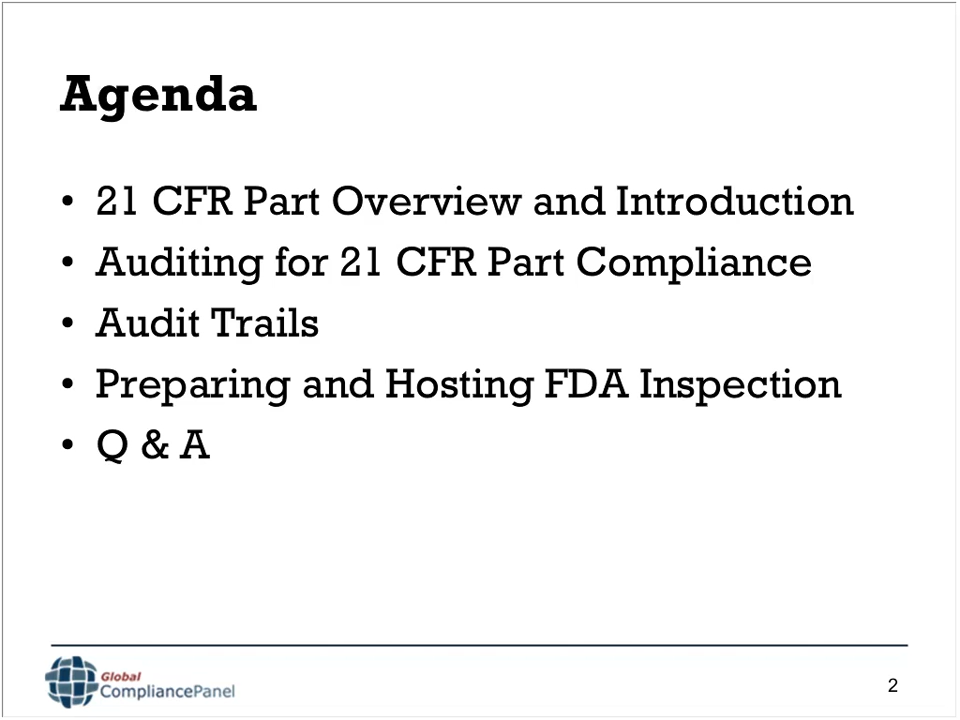 Agenda
• 21 CFR Part Overview and Introduction
• Auditing for 21 CFR Part Compliance
• Audit Trails
• Preparing and Hosting FDA Inspection
• Q & A
Global
CompliancePanel
2